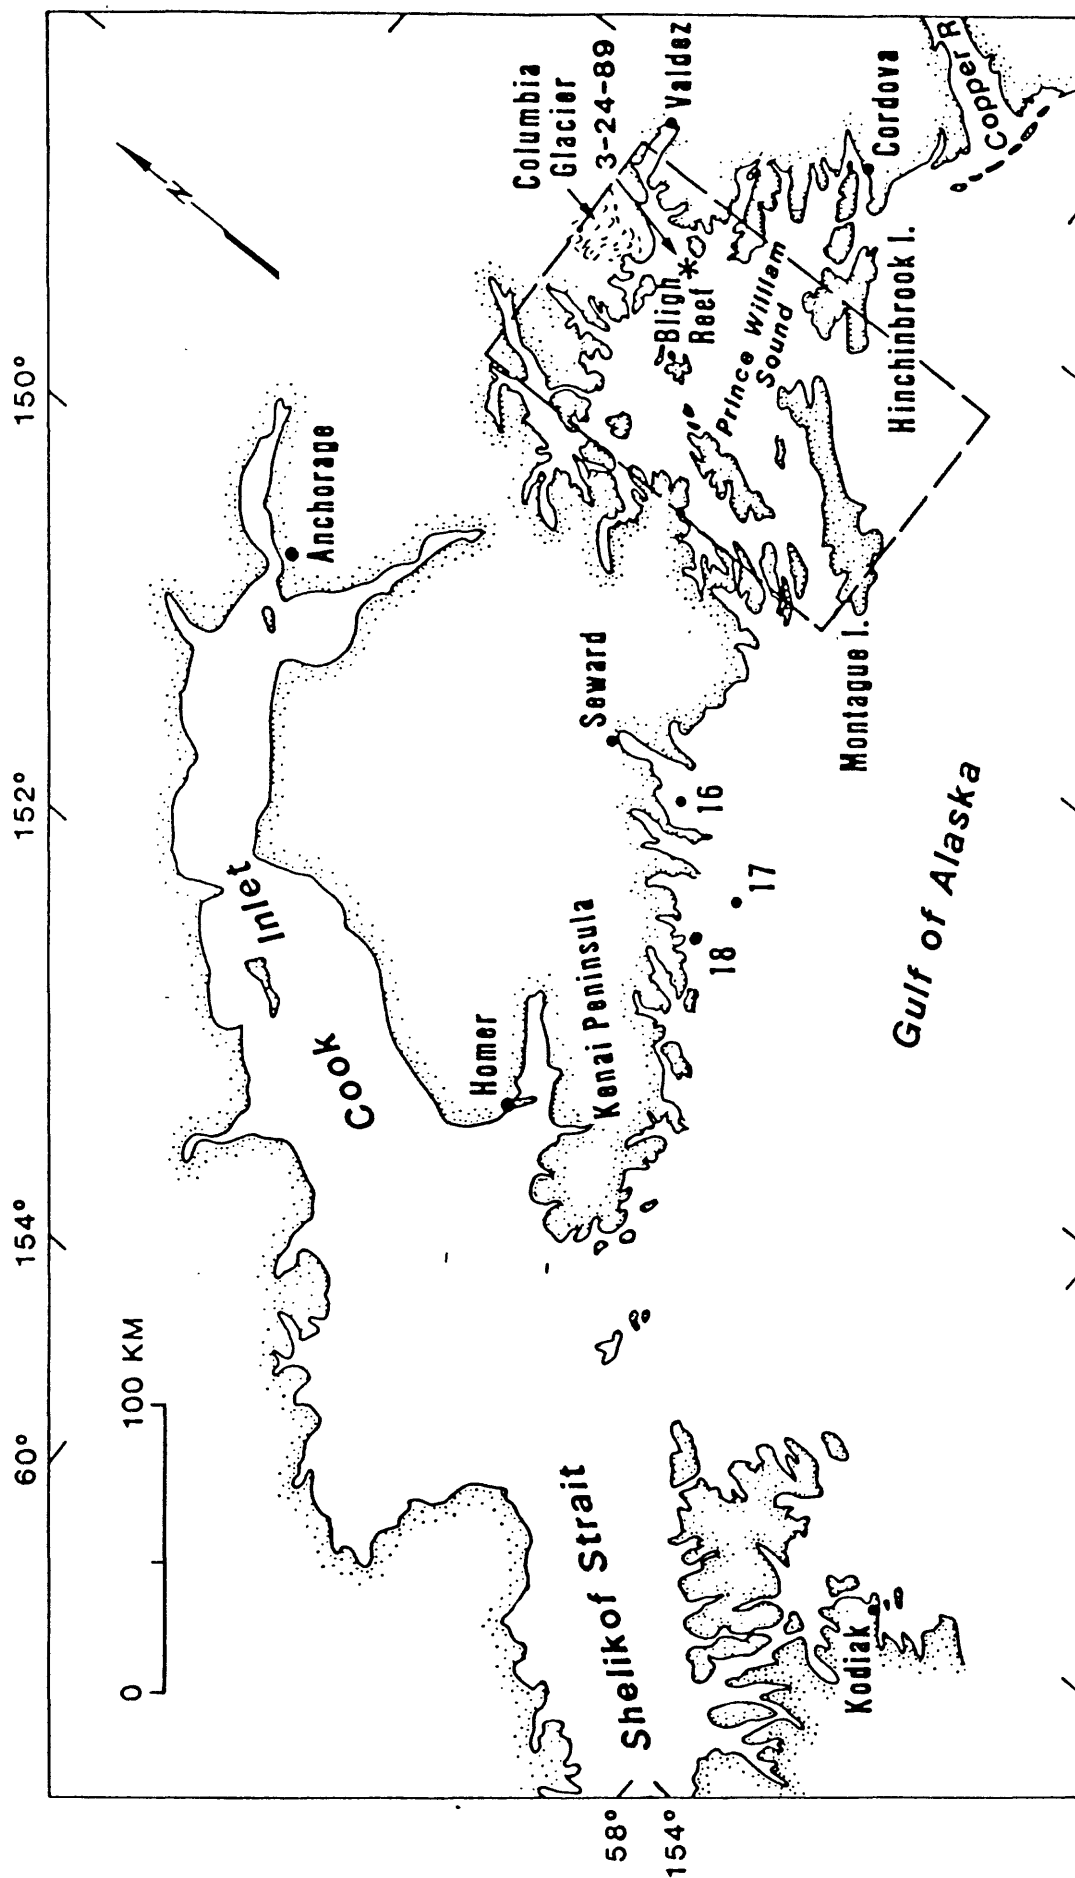 154°
152°
150°
60°
0
100 KM
N
Anchorage
Cook
Inlet
Homer
Kenai Peninsula
Seward
16
17
18
Columbia
Glacier
3-24-89
Valdez
Bligh
Reef *
Prince William
Sound
Cordova
Copper R
Hinchinbrook I.
Montague I.
Gulf of Alaska
Shelikof Strait
Kodiak
58°
154°